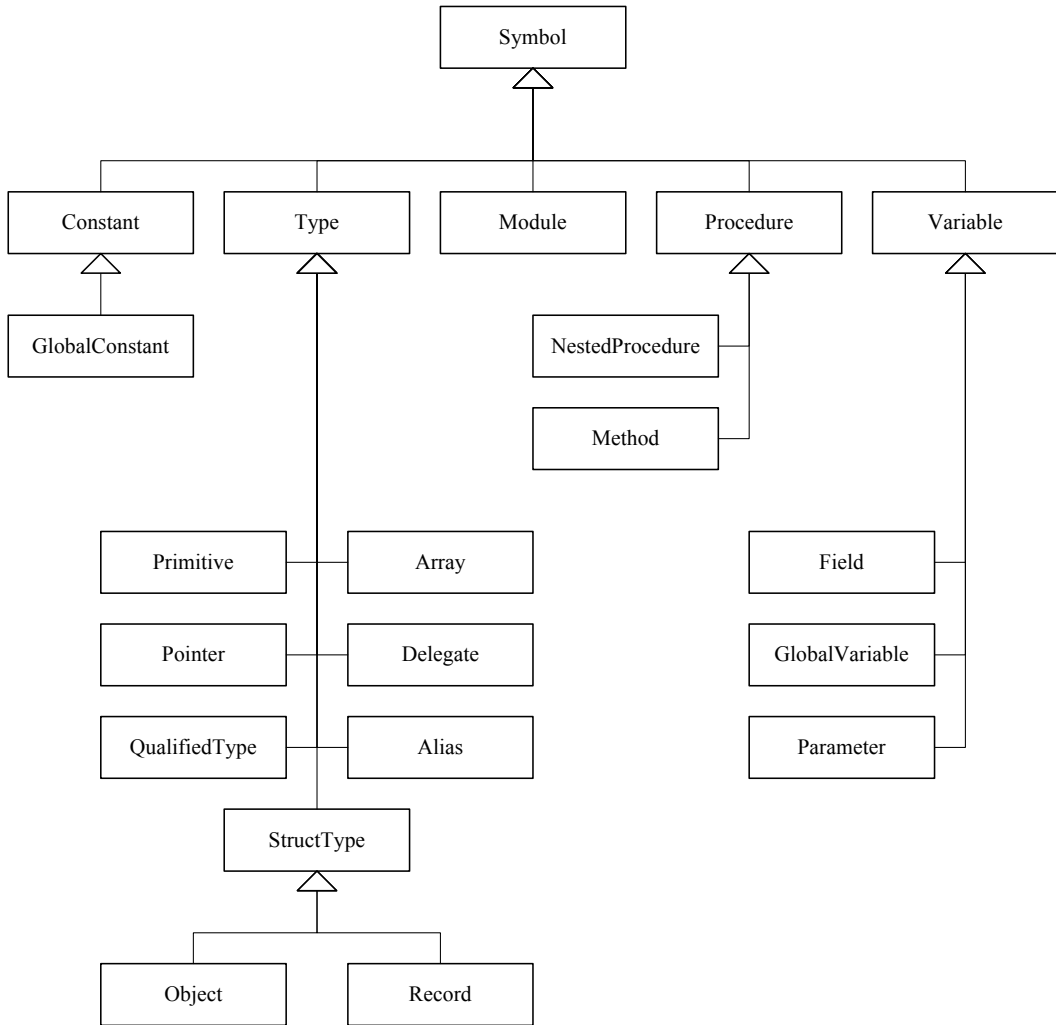 Symbol
Constant
Type
Module
Procedure
Variable
GlobalConstant
NestedProcedure
Method
Primitive
Array
Field
Pointer
Delegate
GlobalVariable
QualifiedType
Alias
Parameter
StructType
Object
Record